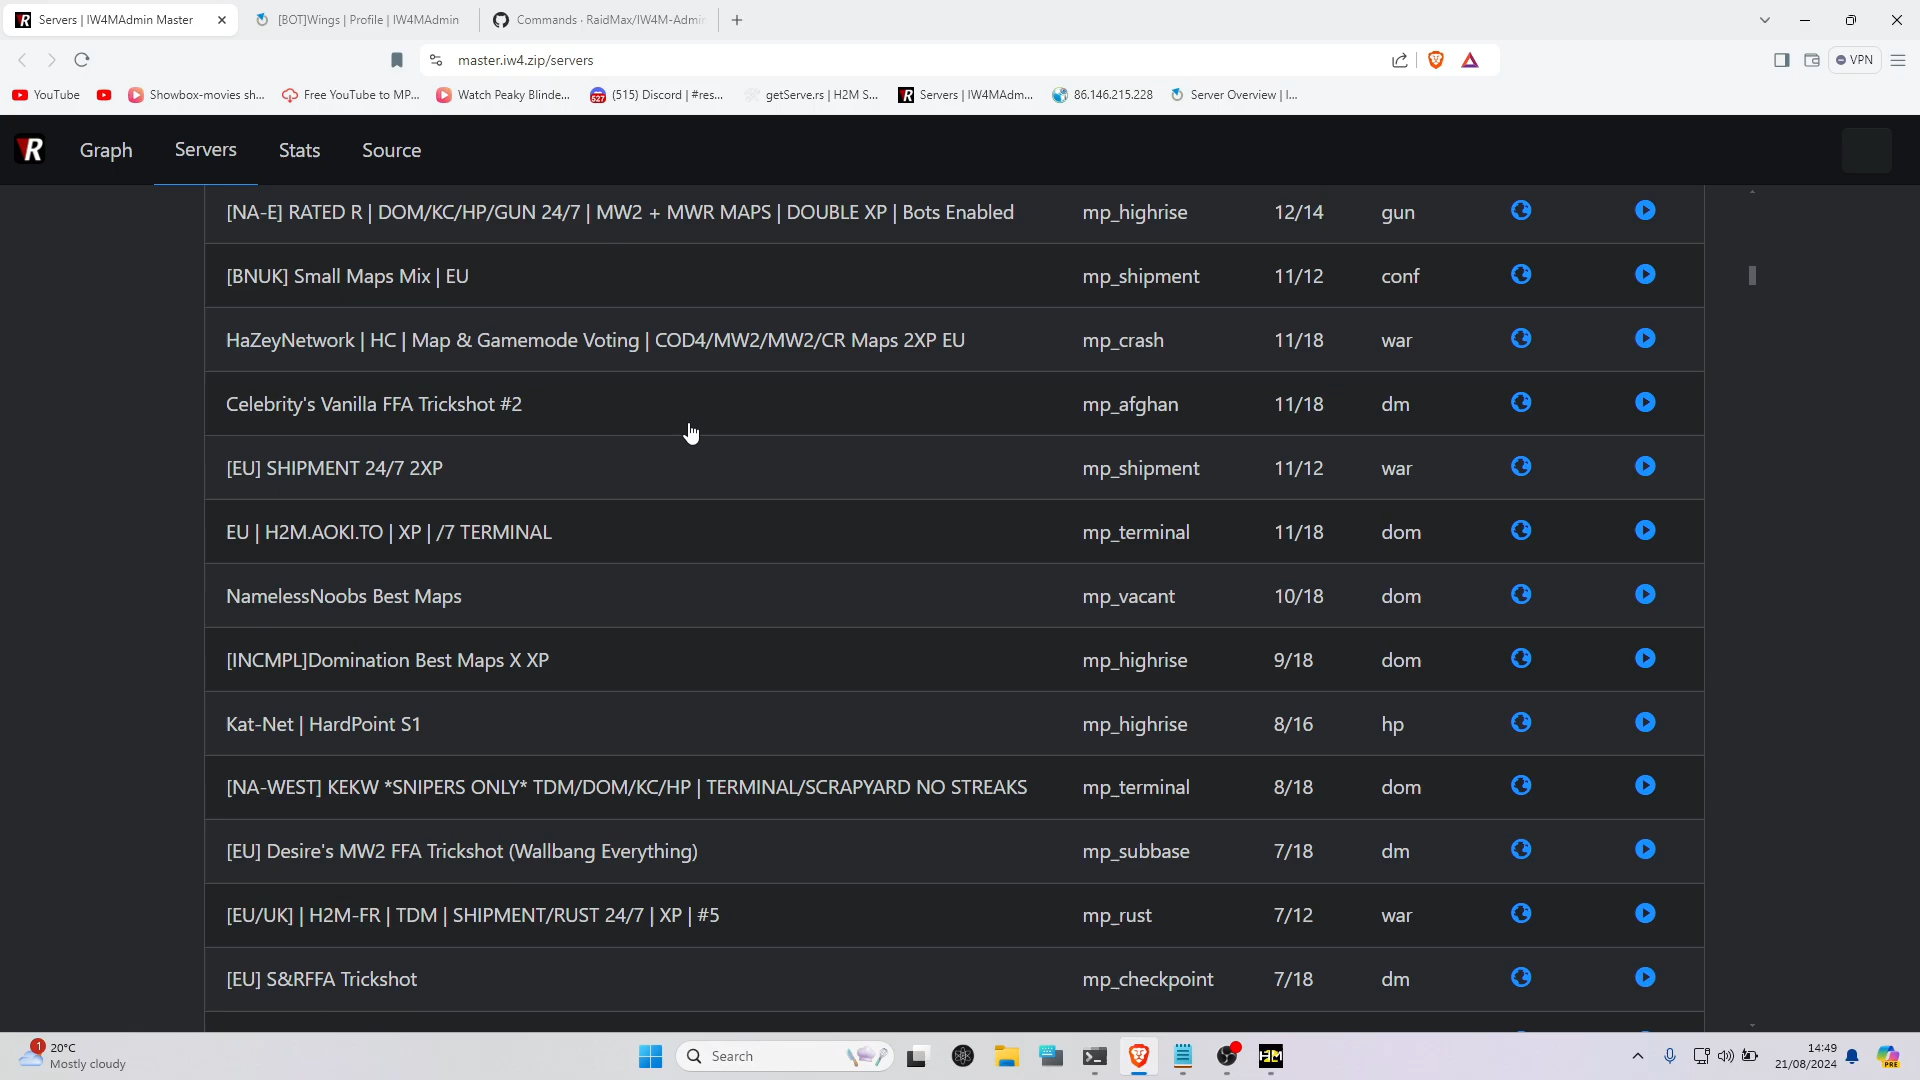 Servers | IW4MAdmin Master
[BOT]Wings | Profile | IW4MAdmin
Commands · RaidMax/IW4M-Admin
master.iw4.zip/servers
VPN
YouTube
Showbox-movies sh...
Free YouTube to MP...
Watch Peaky Blinde...
527
(515) Discord | #res...
getServe.rs | H2M S...
Servers | IW4MAdm...
86.146.215.228
Server Overview | I...
R
Graph
Servers
Stats
Source
[NA-E] RATED R | DOM/KC/HP/GUN 24/7 | MW2 + MWR MAPS | DOUBLE XP | Bots Enabled mp_highrise 12/14 gun
[BNUK] Small Maps Mix | EU mp_shipment 11/12 conf
HaZeyNetwork | HC | Map & Gamemode Voting | COD4/MW2/MW2/CR Maps 2XP EU mp_crash 11/18 war
Celebrity's Vanilla FFA Trickshot #2 mp_afghan 11/18 dm
[EU] SHIPMENT 24/7 2XP mp_shipment 11/12 war
EU | H2M.AOKI.TO | XP | /7 TERMINAL mp_terminal 11/18 dom
NamelessNoobs Best Maps mp_vacant 10/18 dom
[INCMPL]Domination Best Maps X XP mp_highrise 9/18 dom
Kat-Net | HardPoint S1 mp_highrise 8/16 hp
[NA-WEST] KEKW *SNIPERS ONLY* TDM/DOM/KC/HP | TERMINAL/SCRAPYARD NO STREAKS mp_terminal 8/18 dom
[EU] Desire's MW2 FFA Trickshot (Wallbang Everything) mp_subbase 7/18 dm
[EU/UK] | H2M-FR | TDM | SHIPMENT/RUST 24/7 | XP | #5 mp_rust 7/12 war
[EU] S&RFFA Trickshot mp_checkpoint 7/18 dm
1
20°C
Mostly cloudy
Search
H2M
14:49
21/08/2024
PRE